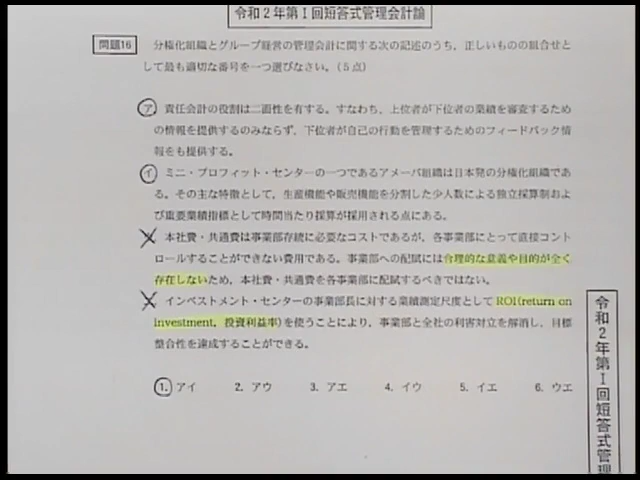 令和2年第Ⅰ回短答式管理会計論
問題16 分権化組織とグループ経営の管理会計に関する次の記述のうち，正しいものの組合せと
して最も適切な番号を一つ選びなさい。（5点）
ア 責任会計の役割は二面性を有する。すなわち，上位者が下位者の業績を審査するため
の情報を提供するのみならず，下位者が自己の行動を管理するためのフィードバック情
報をも提供する。
イ ミニ・プロフィット・センターの一つであるアメーバ組織は日本発の分権化組織であ
る。その主な特徴として，生産機能や販売機能を分割した少人数による独立採算制およ
び重要業績指標として時間当たり採算が採用される点にある。
ウ 本社費・共通費は事業部存続に必要なコストであるが，各事業部にとって直接コント
ロールすることができない費用である。事業部への配賦には合理的な意義や目的が全く
存在しないため，本社費・共通費を各事業部に配賦するべきではない。
エ インベストメント・センターの事業部長に対する業績測定尺度としてROI(return on
investment，投資利益率)を使うことにより，事業部と全社の利害対立を解消し，目標
整合性を達成することができる。
1. アイ 2. アウ 3. アエ 4. イウ 5. イエ 6. ウエ
令和2年第Ⅰ回短答式管理